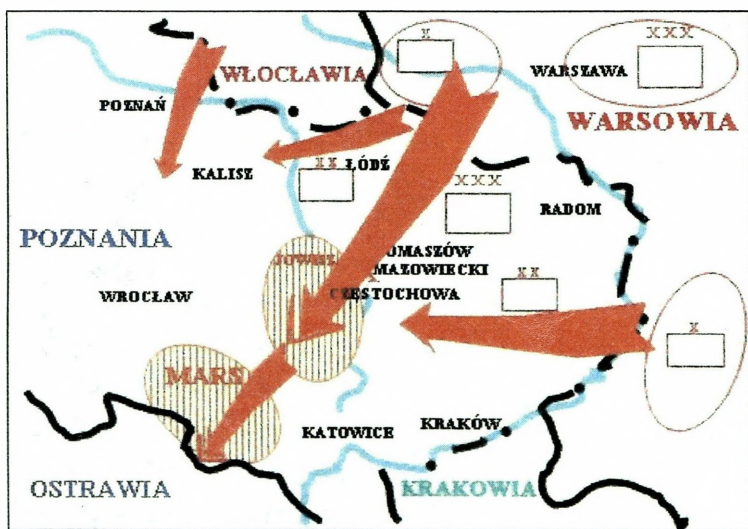 X
XXX
WARSZAWA
WŁOCŁAWIA
POZNAŃ
WARSOWIA
XX
ŁÓDŹ
KALISZ
XXX
RADOM
POZNANIA
JOWISZ
OMASZÓW
MAZOWIECKI
XX
WROCŁAW
CZĘSTOCHOWA
X
MARS
KATOWICE
KRAKÓW
OSTRAWIA
KRAKOWIA